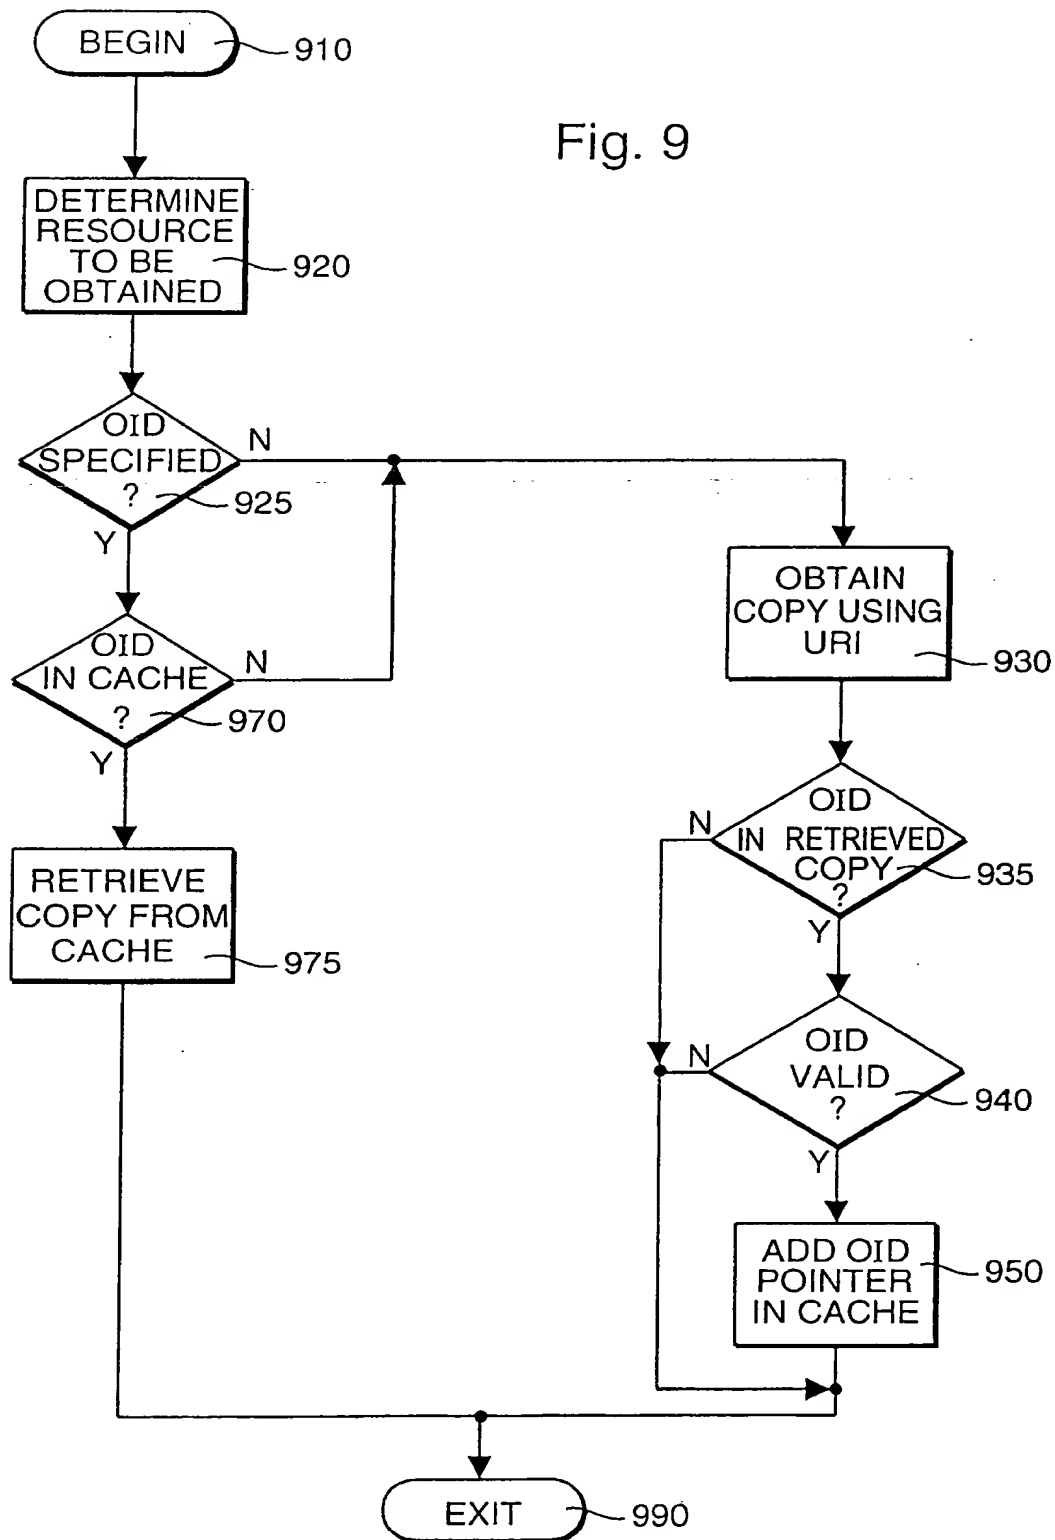 BEGIN
910
Fig. 9
DETERMINE
RESOURCE
TO BE
OBTAINED
920
OID
SPECIFIED
?
925
N
Y
OID
IN CACHE
?
970
N
Y
RETRIEVE
COPY FROM
CACHE
975
OBTAIN
COPY USING
URI
930
OID
IN RETRIEVED
COPY
?
935
N
Y
OID
VALID
?
940
N
Y
ADD OID
POINTER
IN CACHE
950
EXIT
990